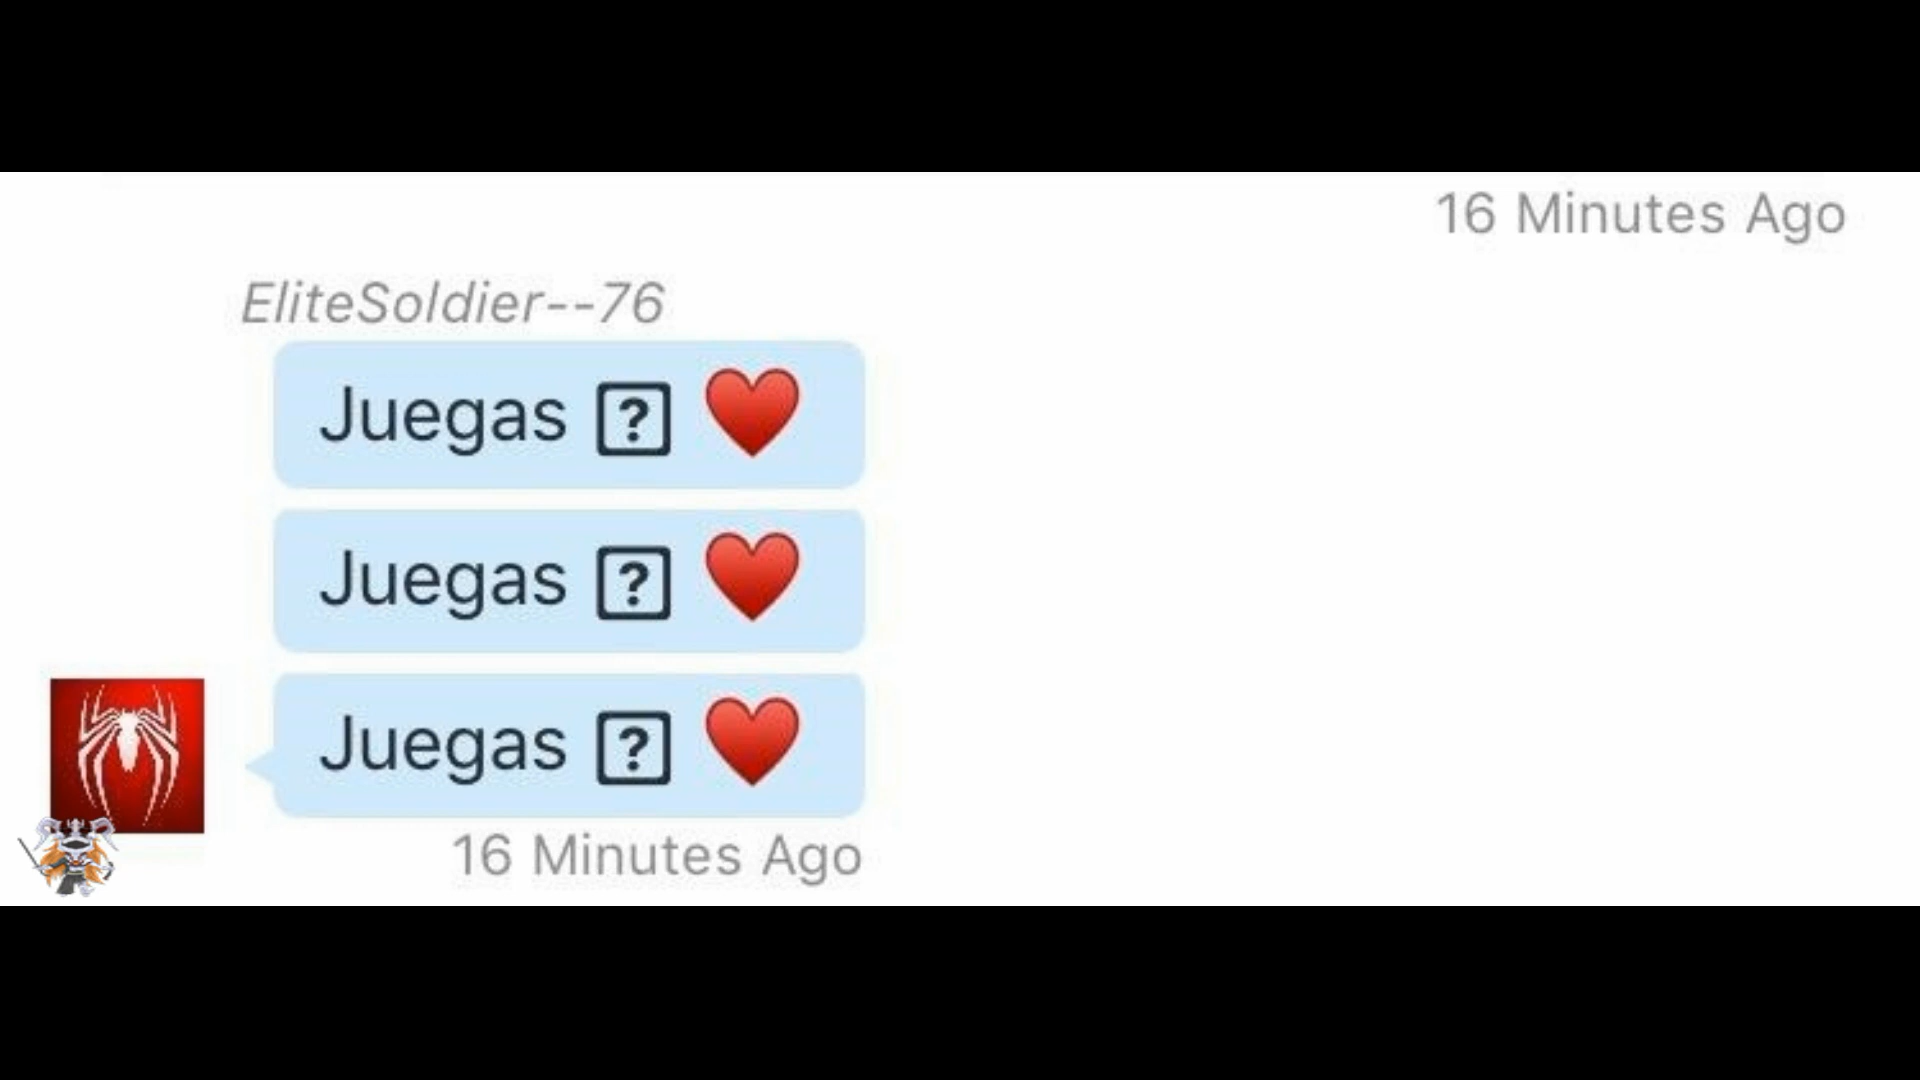 16 Minutes Ago
EliteSoldier--76
Juegas ⍰ ♥️
Juegas ⍰ ♥️
Juegas ⍰ ♥️
16 Minutes Ago